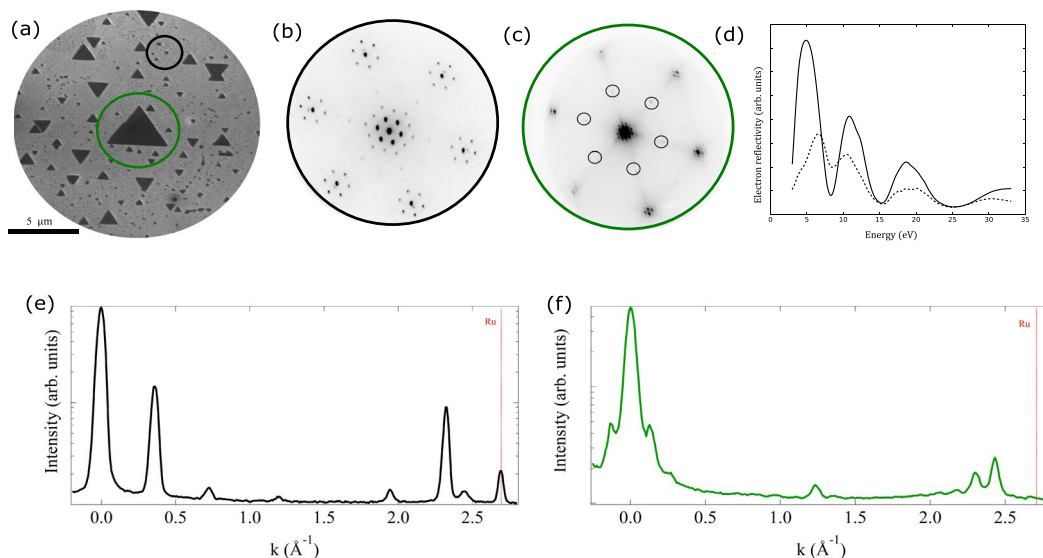 (a)
5 μm
(b)
(c)
(d)
Electron reflectivity (arb. units)
0 5 10 15 20 25 30 35
Energy (eV)
(e)
Intensity (arb. units)
Ru
0.0 0.5 1.0 1.5 2.0 2.5
k (Å⁻¹)
(f)
Intensity (arb. units)
Ru
0.0 0.5 1.0 1.5 2.0 2.5
k (Å⁻¹)